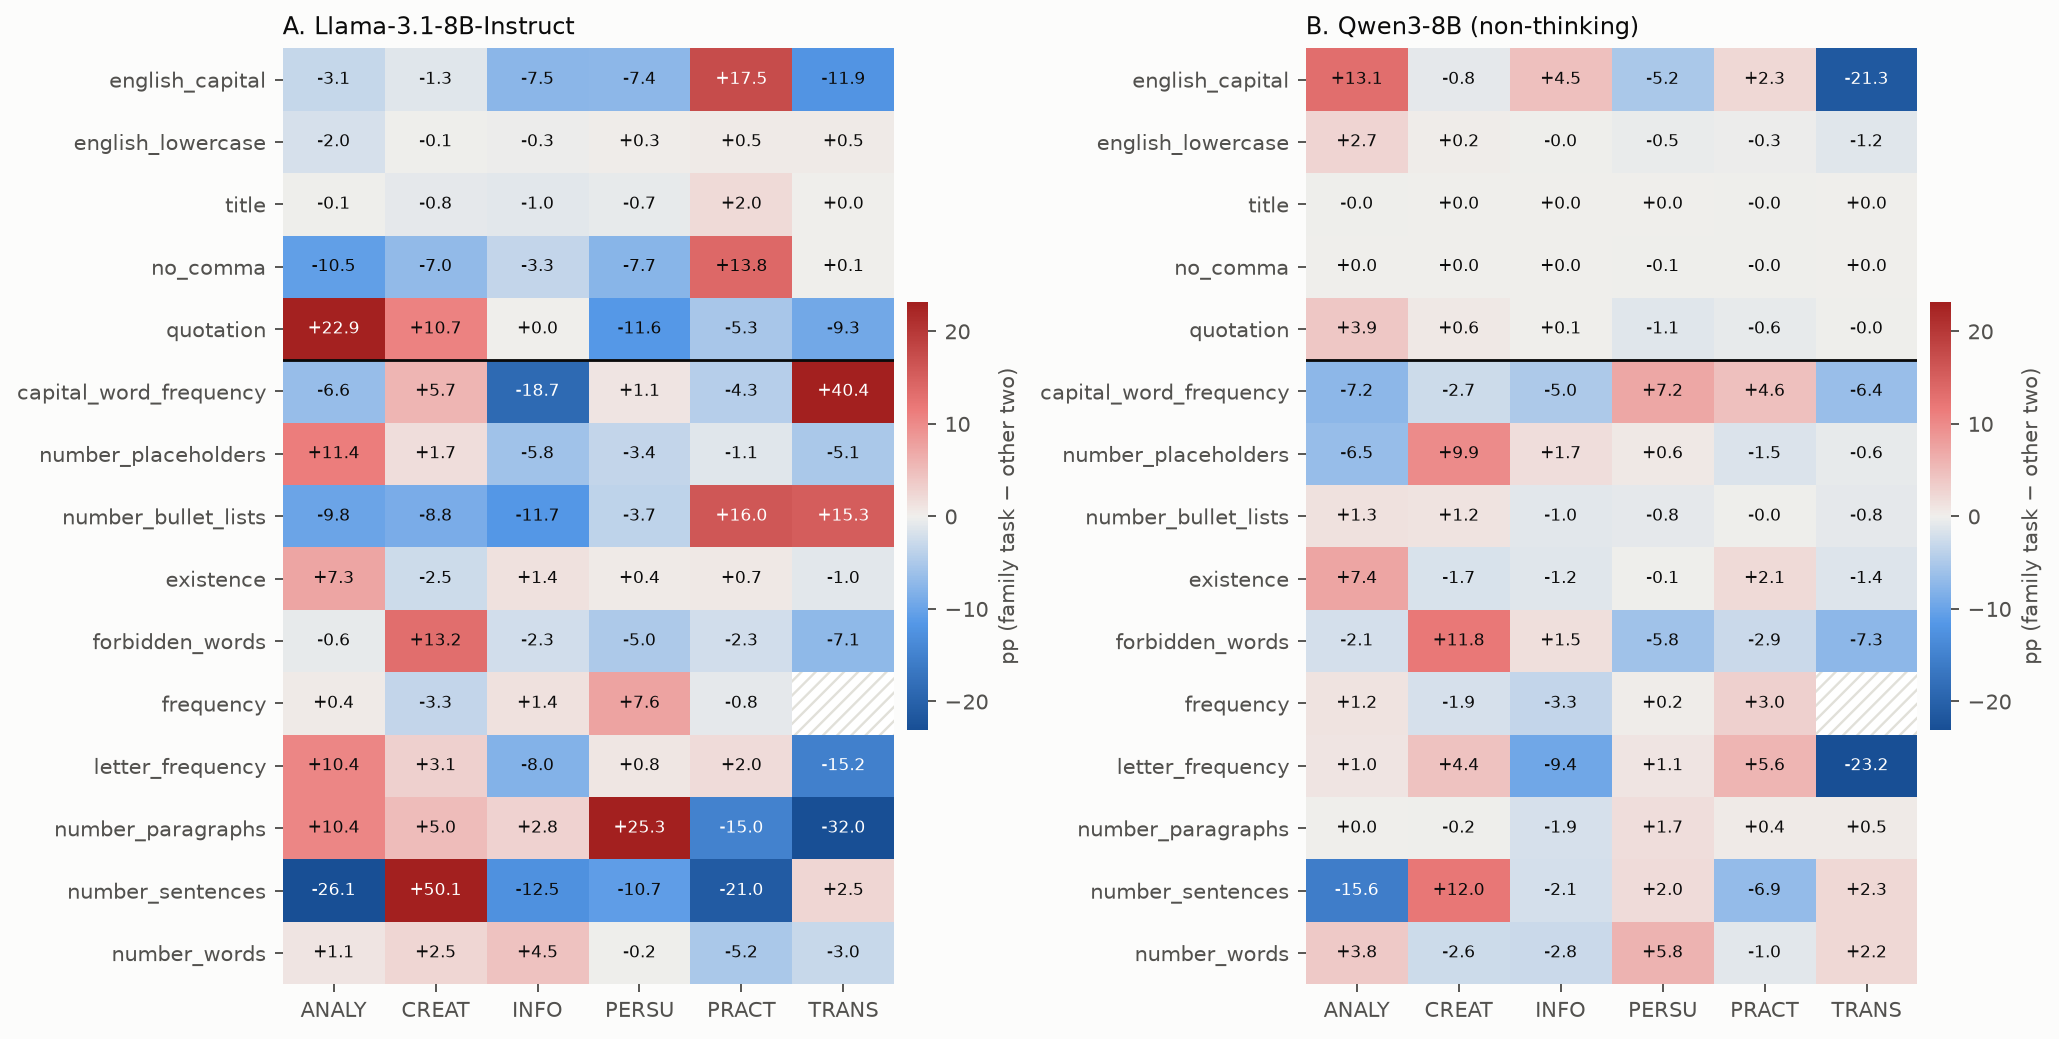 A. Llama-3.1-8B-Instruct
english_capital -3.1 -1.3 -7.5 -7.4 +17.5 -11.9
english_lowercase -2.0 -0.1 -0.3 +0.3 +0.5 +0.5
title -0.1 -0.8 -1.0 -0.7 +2.0 +0.0
no_comma -10.5 -7.0 -3.3 -7.7 +13.8 +0.1
quotation +22.9 +10.7 +0.0 -11.6 -5.3 -9.3
capital_word_frequency -6.6 +5.7 -18.7 +1.1 -4.3 +40.4
number_placeholders +11.4 +1.7 -5.8 -3.4 -1.1 -5.1
number_bullet_lists -9.8 -8.8 -11.7 -3.7 +16.0 +15.3
existence +7.3 -2.5 +1.4 +0.4 +0.7 -1.0
forbidden_words -0.6 +13.2 -2.3 -5.0 -2.3 -7.1
frequency +0.4 -3.3 +1.4 +7.6 -0.8
letter_frequency +10.4 +3.1 -8.0 +0.8 +2.0 -15.2
number_paragraphs +10.4 +5.0 +2.8 +25.3 -15.0 -32.0
number_sentences -26.1 +50.1 -12.5 -10.7 -21.0 +2.5
number_words +1.1 +2.5 +4.5 -0.2 -5.2 -3.0
ANALY CREAT INFO PERSU PRACT TRANS
20
10
0
−10
−20
pp (family task − other two)
B. Qwen3-8B (non-thinking)
english_capital +13.1 -0.8 +4.5 -5.2 +2.3 -21.3
english_lowercase +2.7 +0.2 -0.0 -0.5 -0.3 -1.2
title -0.0 +0.0 +0.0 +0.0 -0.0 +0.0
no_comma +0.0 +0.0 +0.0 -0.1 -0.0 +0.0
quotation +3.9 +0.6 +0.1 -1.1 -0.6 -0.0
capital_word_frequency -7.2 -2.7 -5.0 +7.2 +4.6 -6.4
number_placeholders -6.5 +9.9 +1.7 +0.6 -1.5 -0.6
number_bullet_lists +1.3 +1.2 -1.0 -0.8 -0.0 -0.8
existence +7.4 -1.7 -1.2 -0.1 +2.1 -1.4
forbidden_words -2.1 +11.8 +1.5 -5.8 -2.9 -7.3
frequency +1.2 -1.9 -3.3 +0.2 +3.0
letter_frequency +1.0 +4.4 -9.4 +1.1 +5.6 -23.2
number_paragraphs +0.0 -0.2 -1.9 +1.7 +0.4 +0.5
number_sentences -15.6 +12.0 -2.1 +2.0 -6.9 +2.3
number_words +3.8 -2.6 -2.8 +5.8 -1.0 +2.2
ANALY CREAT INFO PERSU PRACT TRANS
20
10
0
−10
−20
pp (family task − other two)